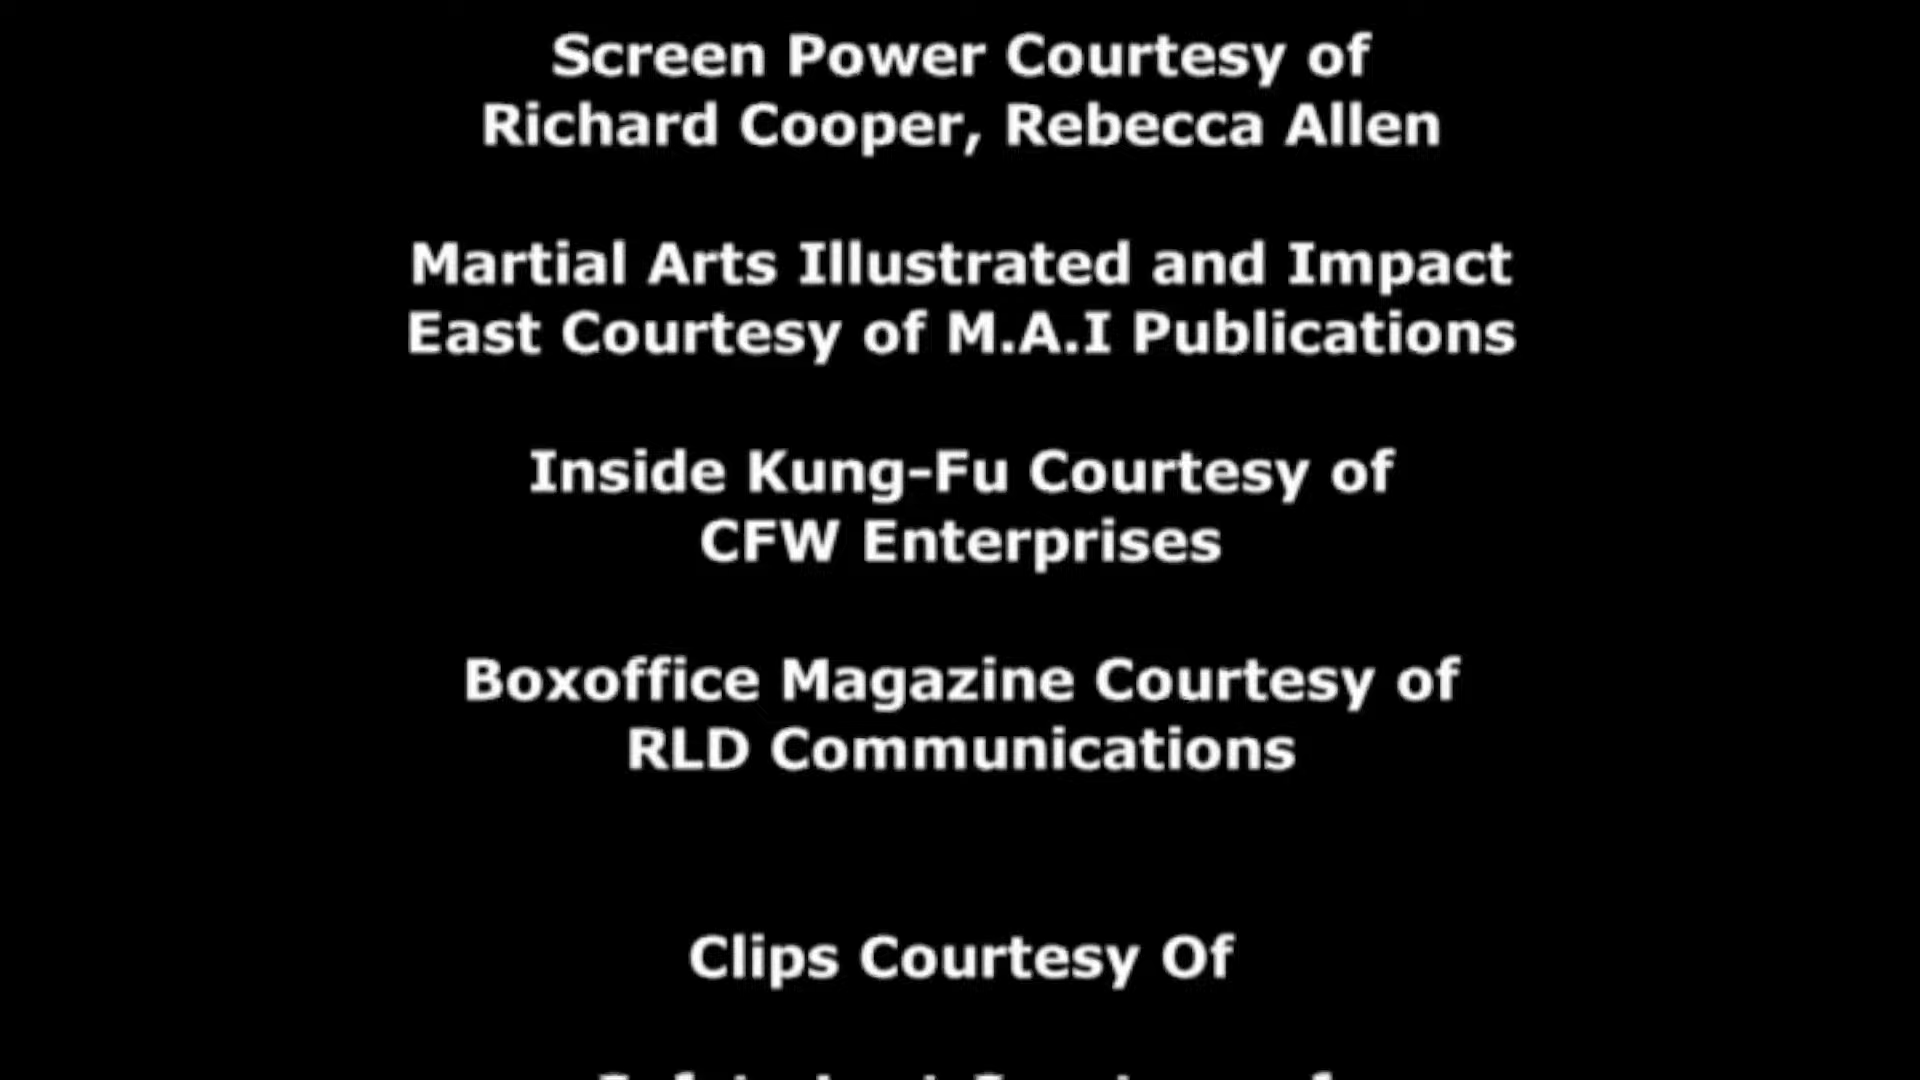 Screen Power Courtesy of
Richard Cooper, Rebecca Allen
Martial Arts Illustrated and Impact
East Courtesy of M.A.I Publications
Inside Kung-Fu Courtesy of
CFW Enterprises
Boxoffice Magazine Courtesy of
RLD Communications
Clips Courtesy Of